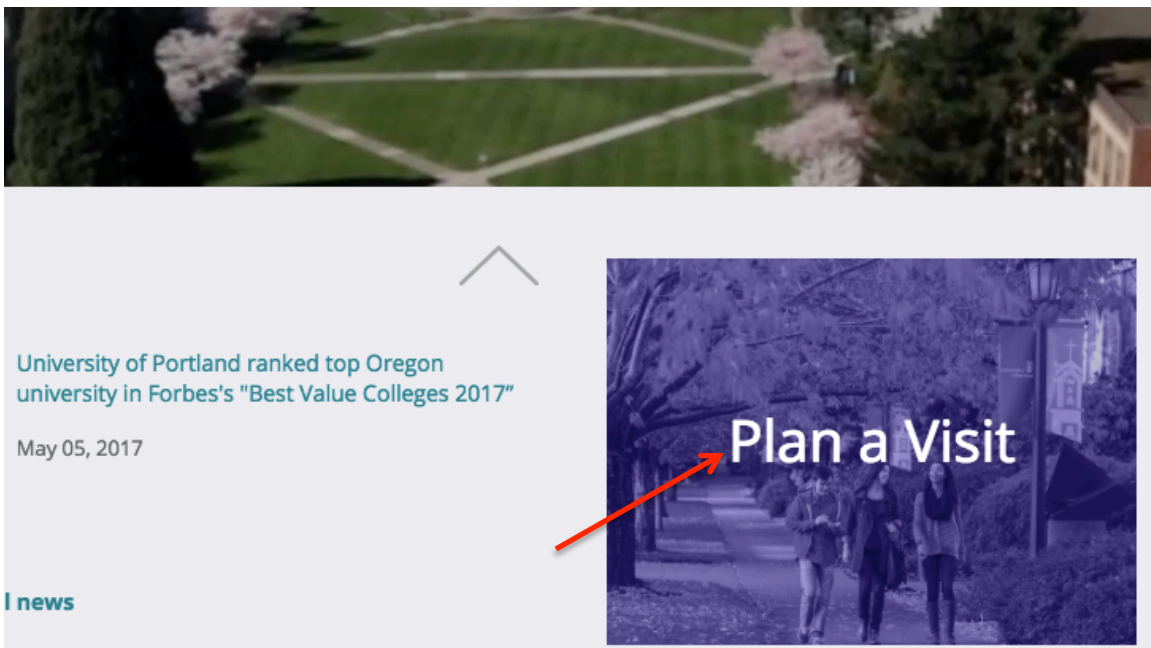 University of Portland ranked top Oregon
university in Forbes's "Best Value Colleges 2017”
May 05, 2017
l news
Plan a Visit